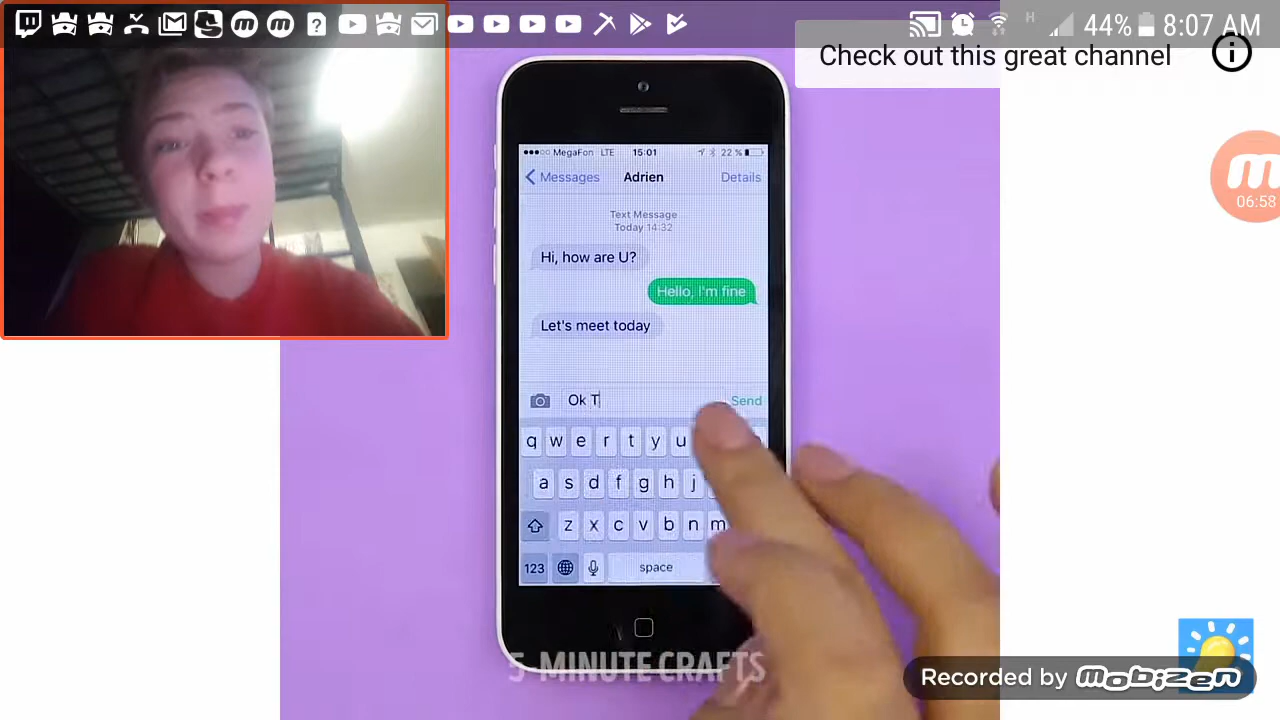 44% 8:07 AM
Check out this great channel
06:58
MegaFon LTE 15:01 22 %
Messages Adrien Details
Text Message
Today 14:32
Hi, how are U?
Hello, I'm fine
Let's meet today
Ok T Send
q w e r t y u
a s d f g h j
z x c v b n m
123 space
5-MINUTE CRAFTS
Recorded by mobizen